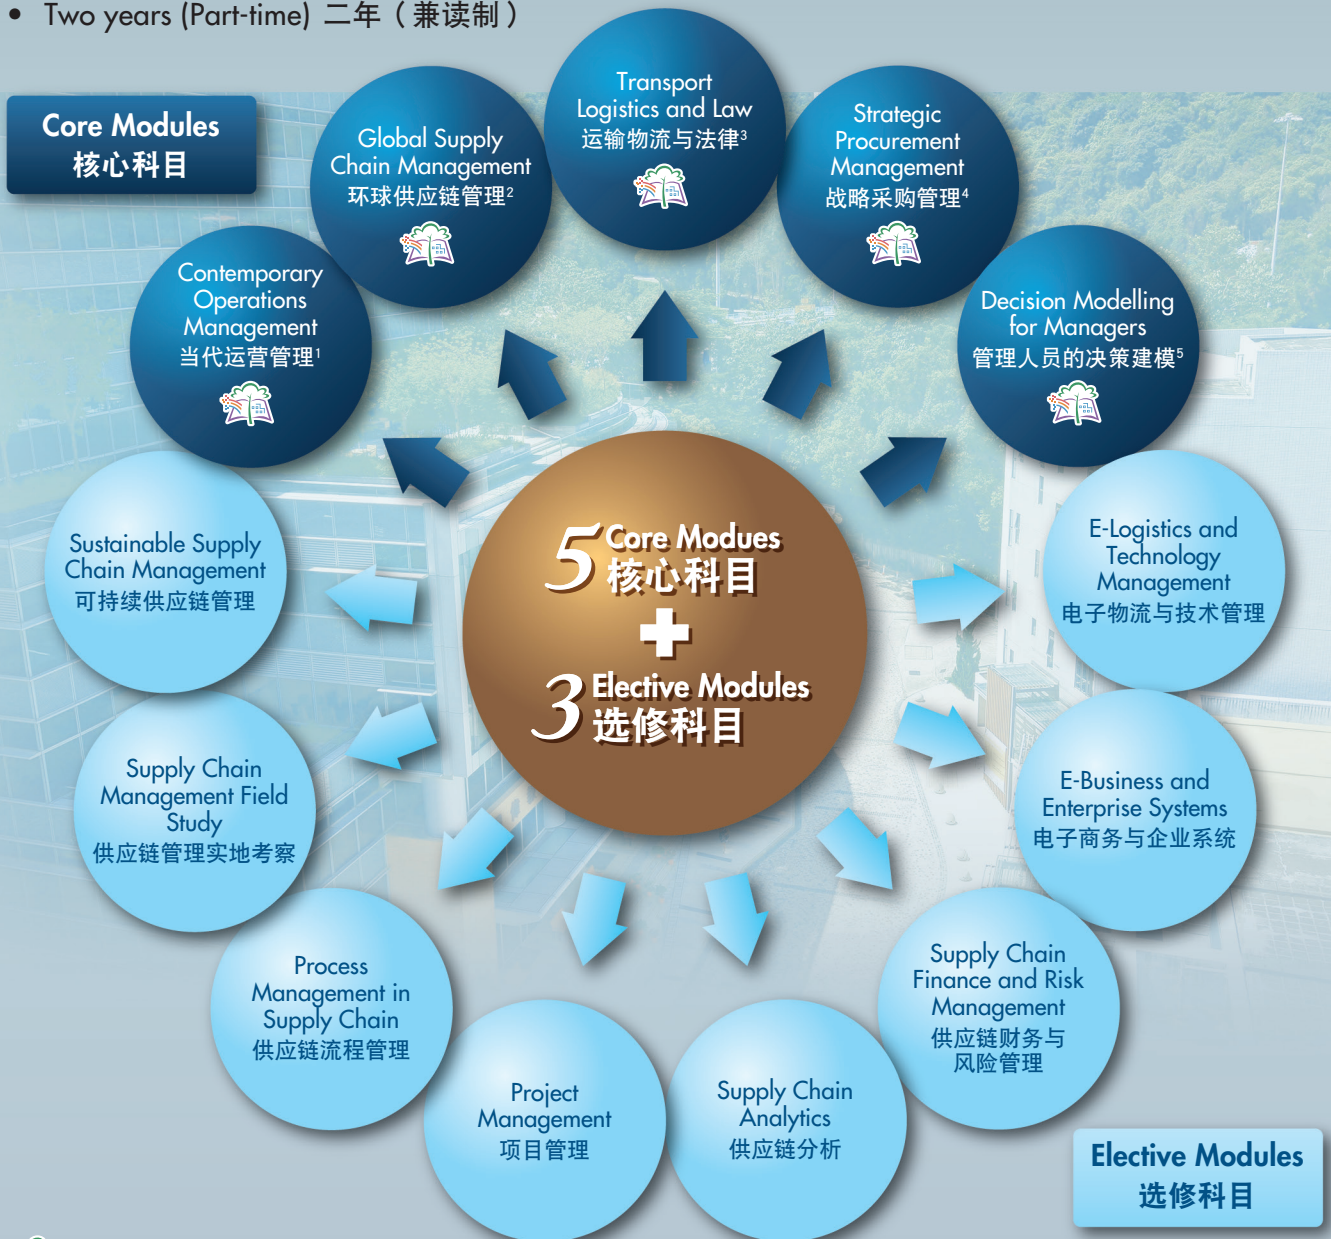 • Two years (Part-time) 二年（兼读制）
Core Modules
核心科目
Transport
Logistics and Law
运输物流与法律3
Global Supply
Chain Management
环球供应链管理2
Strategic
Procurement
Management
战略采购管理4
Contemporary
Operations
Management
当代运营管理1
Decision Modelling
for Managers
管理人员的决策建模5
5 Core Modues
核心科目
+
3 Elective Modules
选修科目
Sustainable Supply
Chain Management
可持续供应链管理
E-Logistics and
Technology
Management
电子物流与技术管理
Supply Chain
Management Field
Study
供应链管理实地考察
E-Business and
Enterprise Systems
电子商务与企业系统
Process
Management in
Supply Chain
供应链流程管理
Supply Chain
Finance and Risk
Management
供应链财务与
风险管理
Project
Management
项目管理
Supply Chain
Analytics
供应链分析
Elective Modules
选修科目